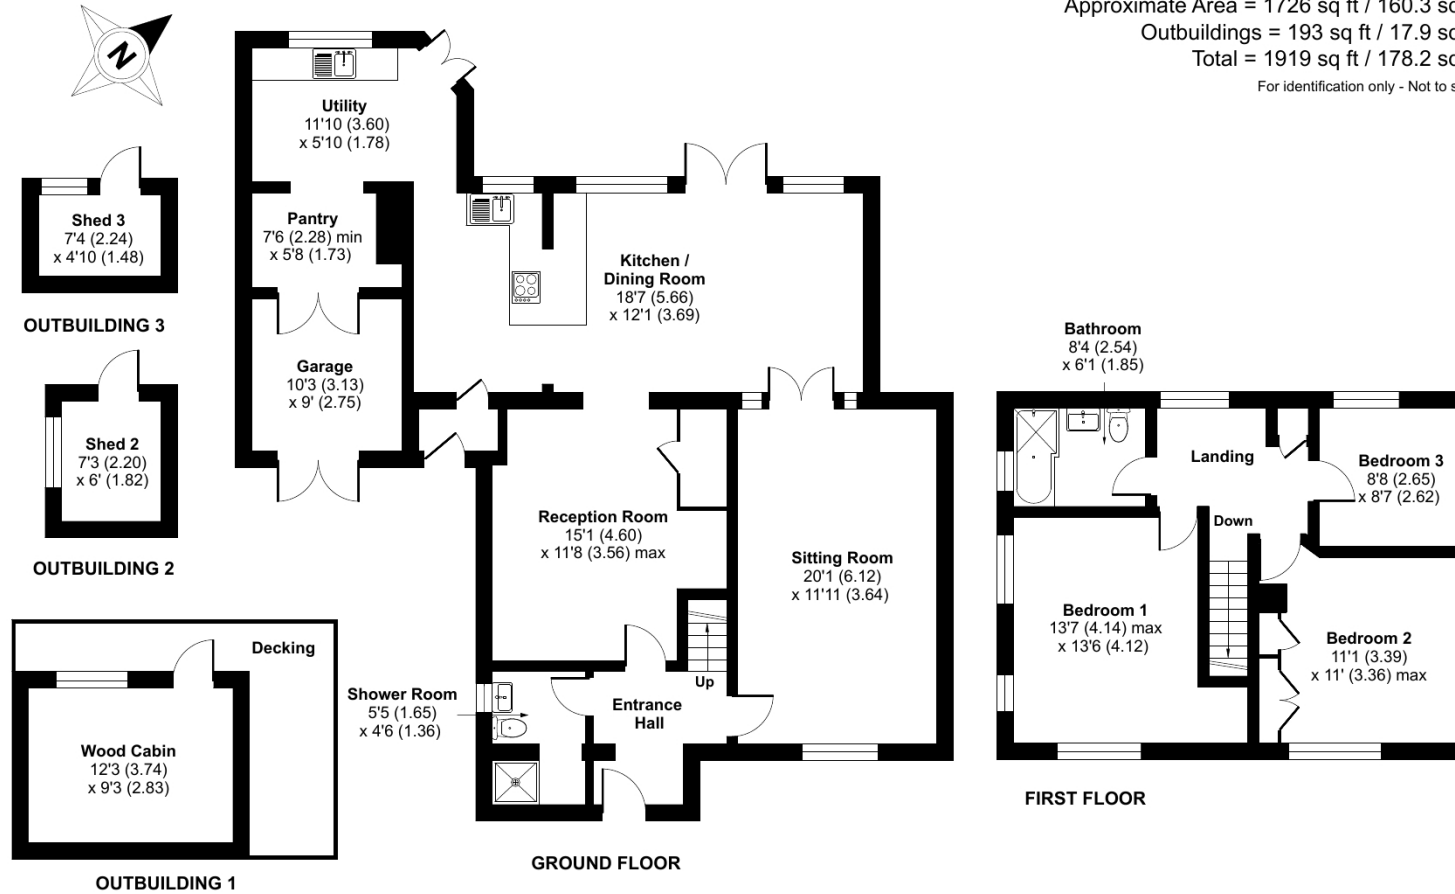 Approximate Area = 1726 sq ft / 160.3 sq
Outbuildings = 193 sq ft / 17.9 sq
Total = 1919 sq ft / 178.2 sq
For identification only - Not to s
N
Utility
11'10 (3.60)
x 5'10 (1.78)
Shed 3
7'4 (2.24)
x 4'10 (1.48)
OUTBUILDING 3
Pantry
7'6 (2.28) min
x 5'8 (1.73)
Kitchen /
Dining Room
18'7 (5.66)
x 12'1 (3.69)
Garage
10'3 (3.13)
x 9' (2.75)
Shed 2
7'3 (2.20)
x 6' (1.82)
OUTBUILDING 2
Reception Room
15'1 (4.60)
x 11'8 (3.56) max
Sitting Room
20'1 (6.12)
x 11'11 (3.64)
Bathroom
8'4 (2.54)
x 6'1 (1.85)
Landing
Bedroom 3
8'8 (2.65)
x 8'7 (2.62)
Down
Bedroom 1
13'7 (4.14) max
x 13'6 (4.12)
Bedroom 2
11'1 (3.39)
x 11' (3.36) max
Decking
Wood Cabin
12'3 (3.74)
x 9'3 (2.83)
OUTBUILDING 1
Shower Room
5'5 (1.65)
x 4'6 (1.36)
Entrance
Hall
Up
GROUND FLOOR
FIRST FLOOR